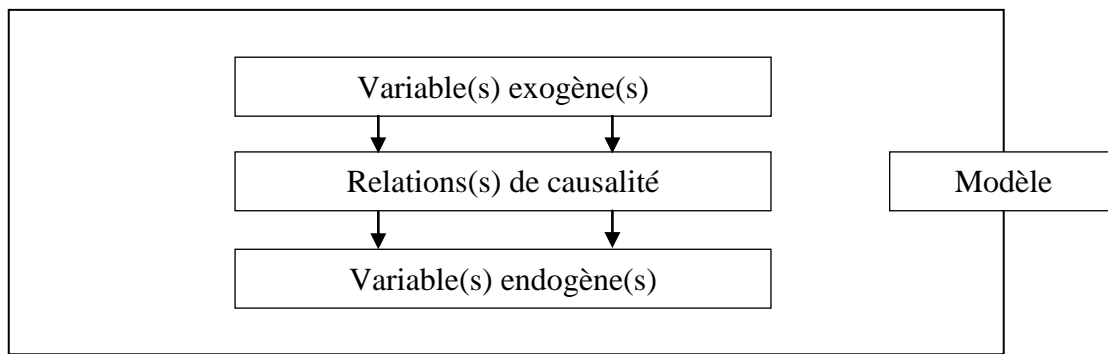 Variable(s) exogène(s)
Relations(s) de causalité
Modèle
Variable(s) endogène(s)